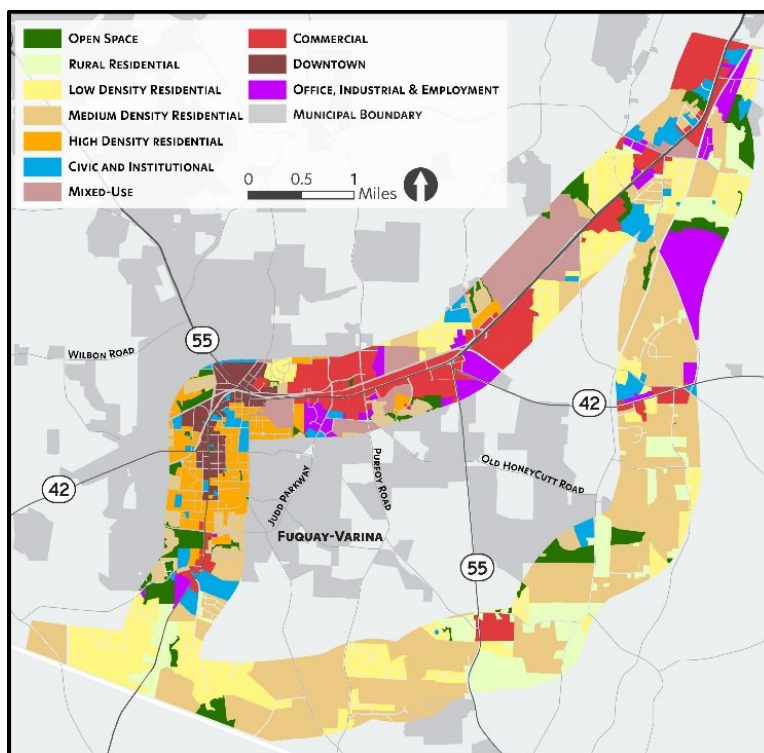 OPEN SPACE
RURAL RESIDENTIAL
LOW DENSITY RESIDENTIAL
MEDIUM DENSITY RESIDENTIAL
HIGH DENSITY RESIDENTIAL
CIVIC AND INSTITUTIONAL
MIXED-USE
COMMERCIAL
DOWNTOWN
OFFICE, INDUSTRIAL & EMPLOYMENT
MUNICIPAL BOUNDARY
0 0.5 1
Miles
WILBON ROAD
55
42
42
OLD HONEYCUTT ROAD
JUDD PARKWAY
PURFOY ROAD
FUQUAY-VARINA
55